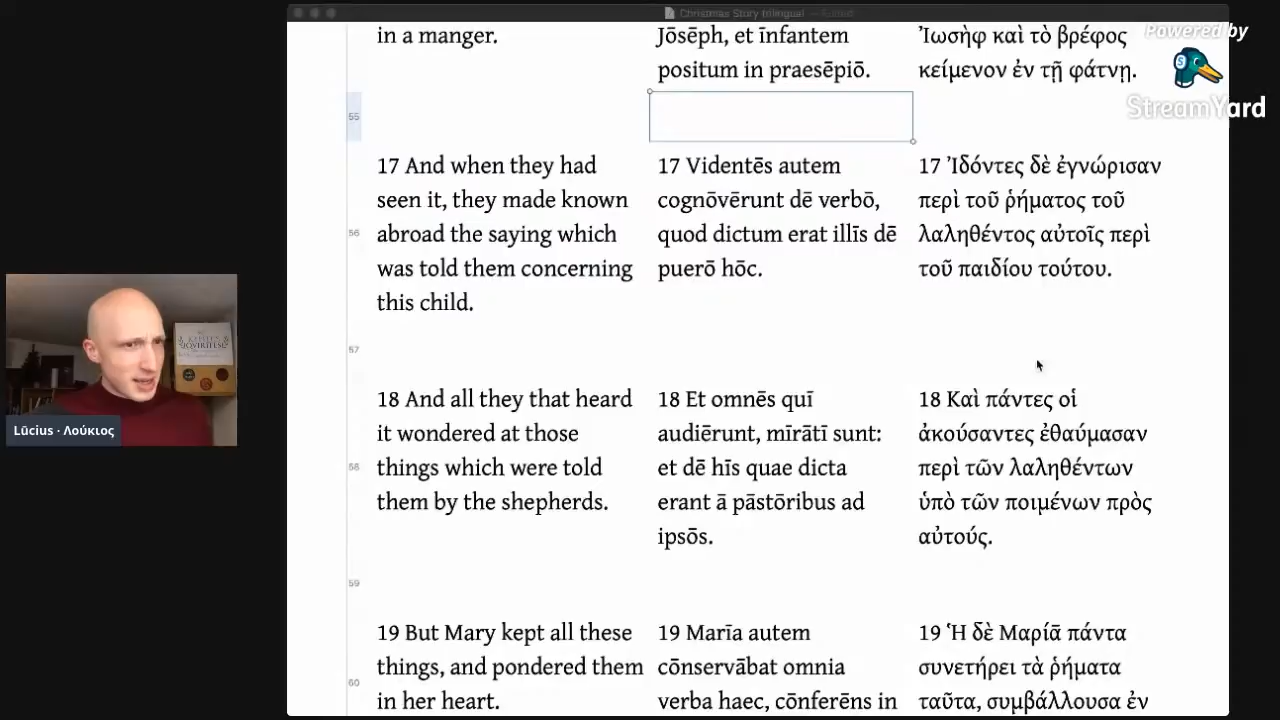 Christmas Story trilingual — Edited
Powered by
StreamYard
in a manger.
Jōsēph, et īnfantem
positum in praesēpiō.
Ἰωσὴφ καὶ τὸ βρέφος
κείμενον ἐν τῇ φάτνῃ.
55
17 And when they had
seen it, they made known
abroad the saying which
was told them concerning
this child.
17 Videntēs autem
cognōvērunt dē verbō,
quod dictum erat illīs dē
puerō hōc.
17 Ἰδόντες δὲ ἐγνώρισαν
περὶ τοῦ ῥήματος τοῦ
λαληθέντος αὐτοῖς περὶ
τοῦ παιδίου τούτου.
56
57
18 And all they that heard
it wondered at those
things which were told
them by the shepherds.
18 Et omnēs quī
audiērunt, mīrātī sunt:
et dē hīs quae dicta
erant ā pāstōribus ad
ipsōs.
18 Καὶ πάντες οἱ
ἀκούσαντες ἐθαύμασαν
περὶ τῶν λαληθέντων
ὑπὸ τῶν ποιμένων πρὸς
αὐτούς.
58
59
19 But Mary kept all these
things, and pondered them
in her heart.
19 Marīa autem
cōnservābat omnia
verba haec, cōnferēns in
19 Ἡ δὲ Μαρίᾱ πάντα
συνετήρει τὰ ῥήματα
ταῦτα, συμβάλλουσα ἐν
60
Lūcius · Λούκιος